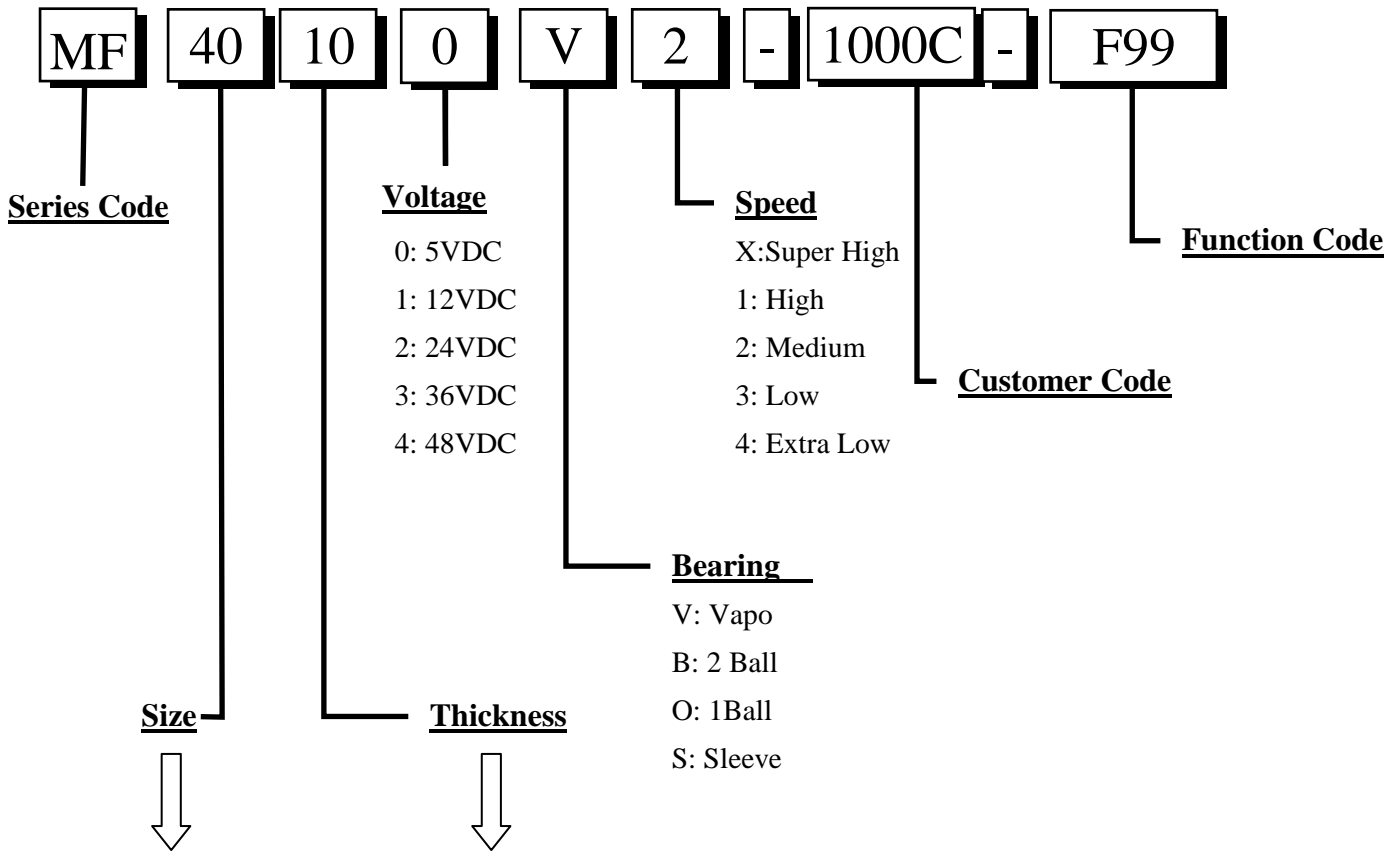 MF 40 10 0 V 2 - 1000C - F99
Series Code
Voltage
0: 5VDC
1: 12VDC
2: 24VDC
3: 36VDC
4: 48VDC
Speed
X:Super High
1: High
2: Medium
3: Low
4: Extra Low
Function Code
Customer Code
Bearing
V: Vapo
B: 2 Ball
O: 1Ball
S: Sleeve
Size
Thickness